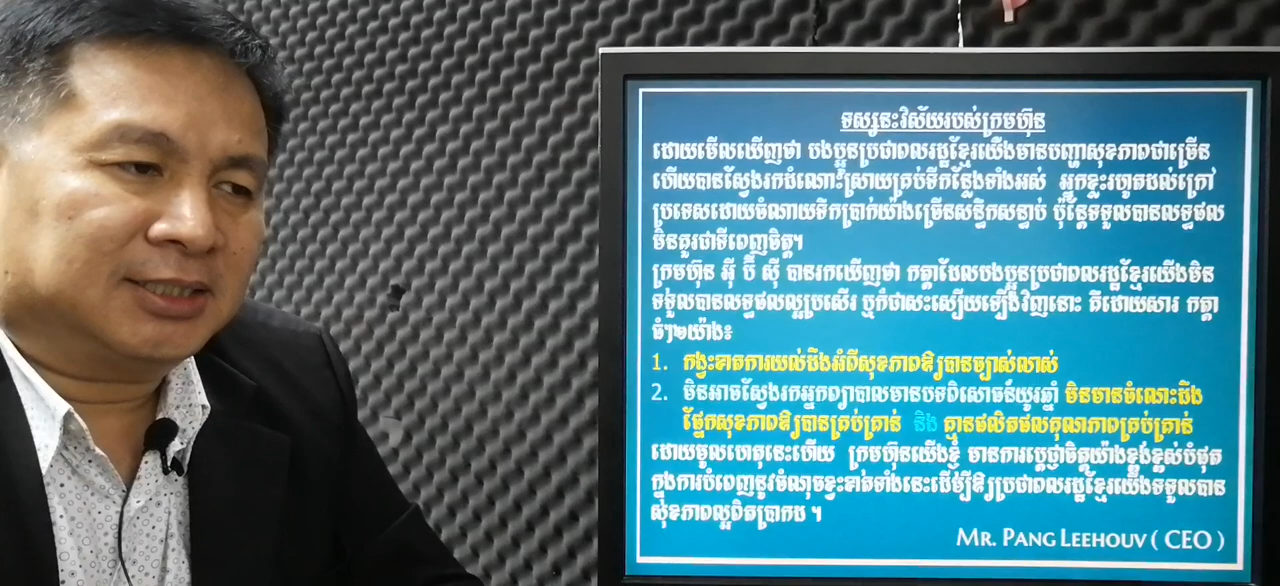 ទស្សនះវិស័យរបស់ក្រុមហ៊ុន
ដោយមើលឃើញថា បងប្អូនប្រជាពលរដ្ឋខ្មែរយើងមានបញ្ហាសុខភាពជាច្រើន
ហើយបានស្វែងរកដំណោះស្រាយគ្រប់ទីកន្លែងទាំងអស់ អ្នកខ្លះរហូតដល់ក្រៅ
ប្រទេសដោយចំណាយទឹកប្រាក់យ៉ាងច្រើនសន្ធឹកសន្ធាប់ ប៉ុន្តែទទួលបានលទ្ធផល
មិនគួរជាទីពេញចិត្ត។
ក្រុមហ៊ុន អ៊ី ប៊ី ស៊ី បានរកឃើញថា កត្តាដែលបងប្អូនប្រជាពលរដ្ឋខ្មែរយើងមិន
ទទួលបានលទ្ធផលល្អប្រសើរ ឬក៏ជាសះស្បើយឡើងវិញនោះ គឺដោយសារ កត្តា
ធំៗ២យ៉ាង៖
1. កង្វះខាតការយល់ដឹងអំពីសុខភាពឱ្យបានច្បាស់លាស់
2. មិនអាចស្វែងរកអ្នកព្យាបាលមានបទពិសោធន៍យូរឆ្នាំ មិនមានចំណេះដឹង
ផ្នែកសុខភាពឱ្យបានគ្រប់គ្រាន់ និង គ្មានផលិតផលគុណភាពគ្រប់គ្រាន់
ដោយមូលហេតុនេះហើយ ក្រុមហ៊ុនយើងខ្ញុំ មានការប្តេជ្ញាចិត្តយ៉ាងខ្ពង់ខ្ពស់បំផុត
ក្នុងការបំពេញនូវចំណុចខ្វះខាតទាំងនេះដើម្បីឱ្យប្រជាពលរដ្ឋខ្មែរយើងទទួលបាន
សុខភាពល្អពិតប្រាកដ ។
MR. PANG LEEHOUV ( CEO )